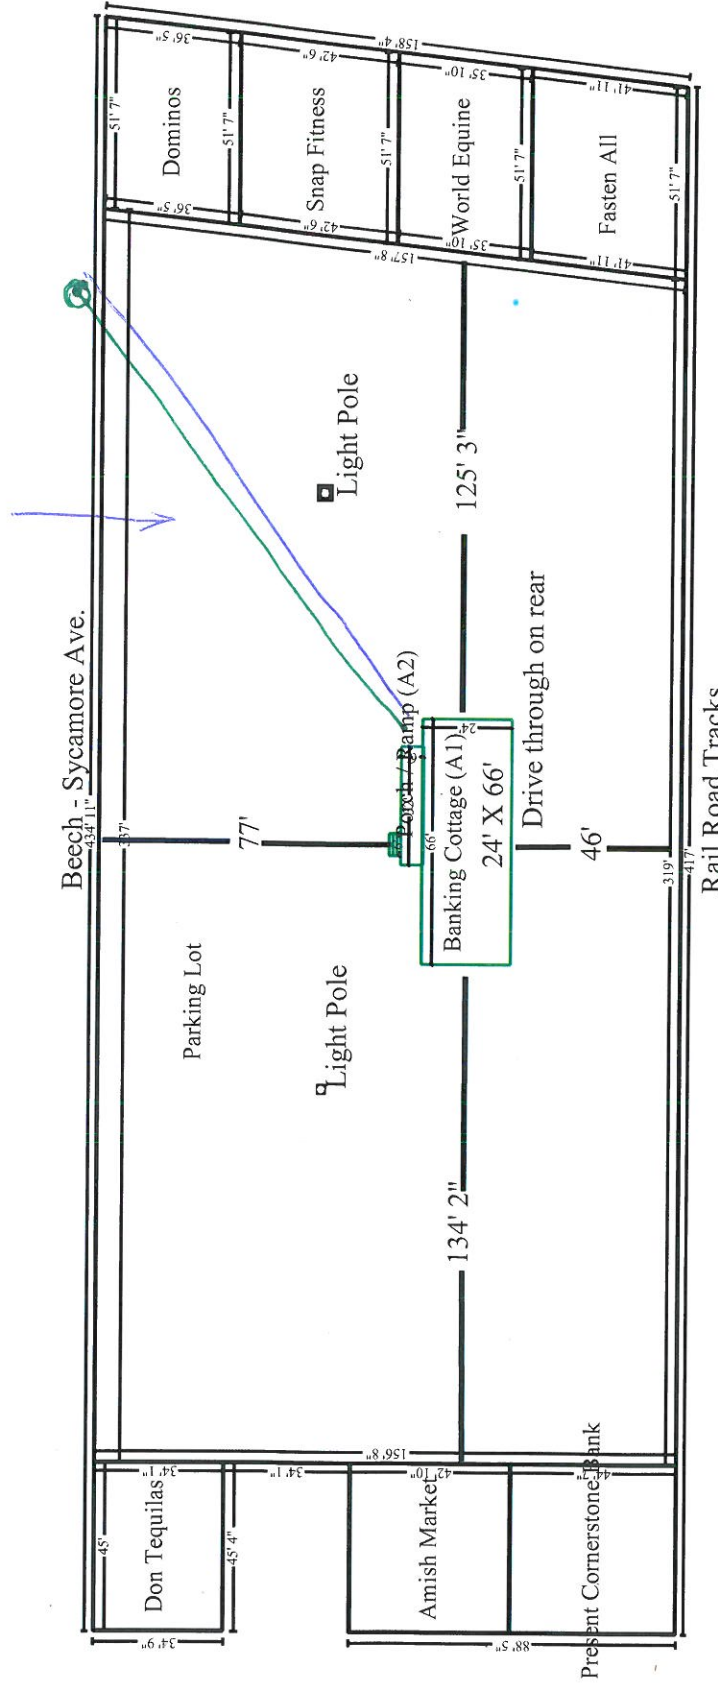 Beech - Sycamore Ave.
434' 11"
337'
158' 4"
36' 5"
42' 6"
35' 10"
41' 11"
51' 7"
Dominos
51' 7"
Snap Fitness
51' 7"
World Equine
51' 7"
Fasten All
51' 7"
36' 5"
42' 6"
35' 10"
41' 11"
157' 8"
Light Pole
125' 3"
77'
Parking Lot
Porch / Ramp (A2)
6'
66'
24'
Banking Cottage (A1)
24' X 66'
Drive through on rear
46'
Light Pole
134' 2"
156' 8"
34' 1"
34' 1"
42' 10"
44' 7"
45'
Don Tequilas
45' 4"
34' 9"
Amish Market
Present Cornerstone Bank
88' 5"
319'
417'
Rail Road Tracks